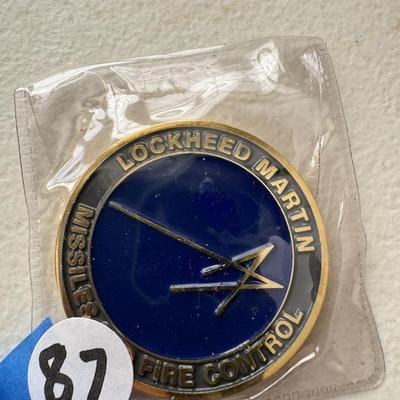 LOCKHEED MARTIN
MISSILES FIRE CONTROL
87